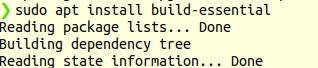 ❯sudo apt install build-essential
Reading package lists... Done
Building dependency tree
Reading state information... Done